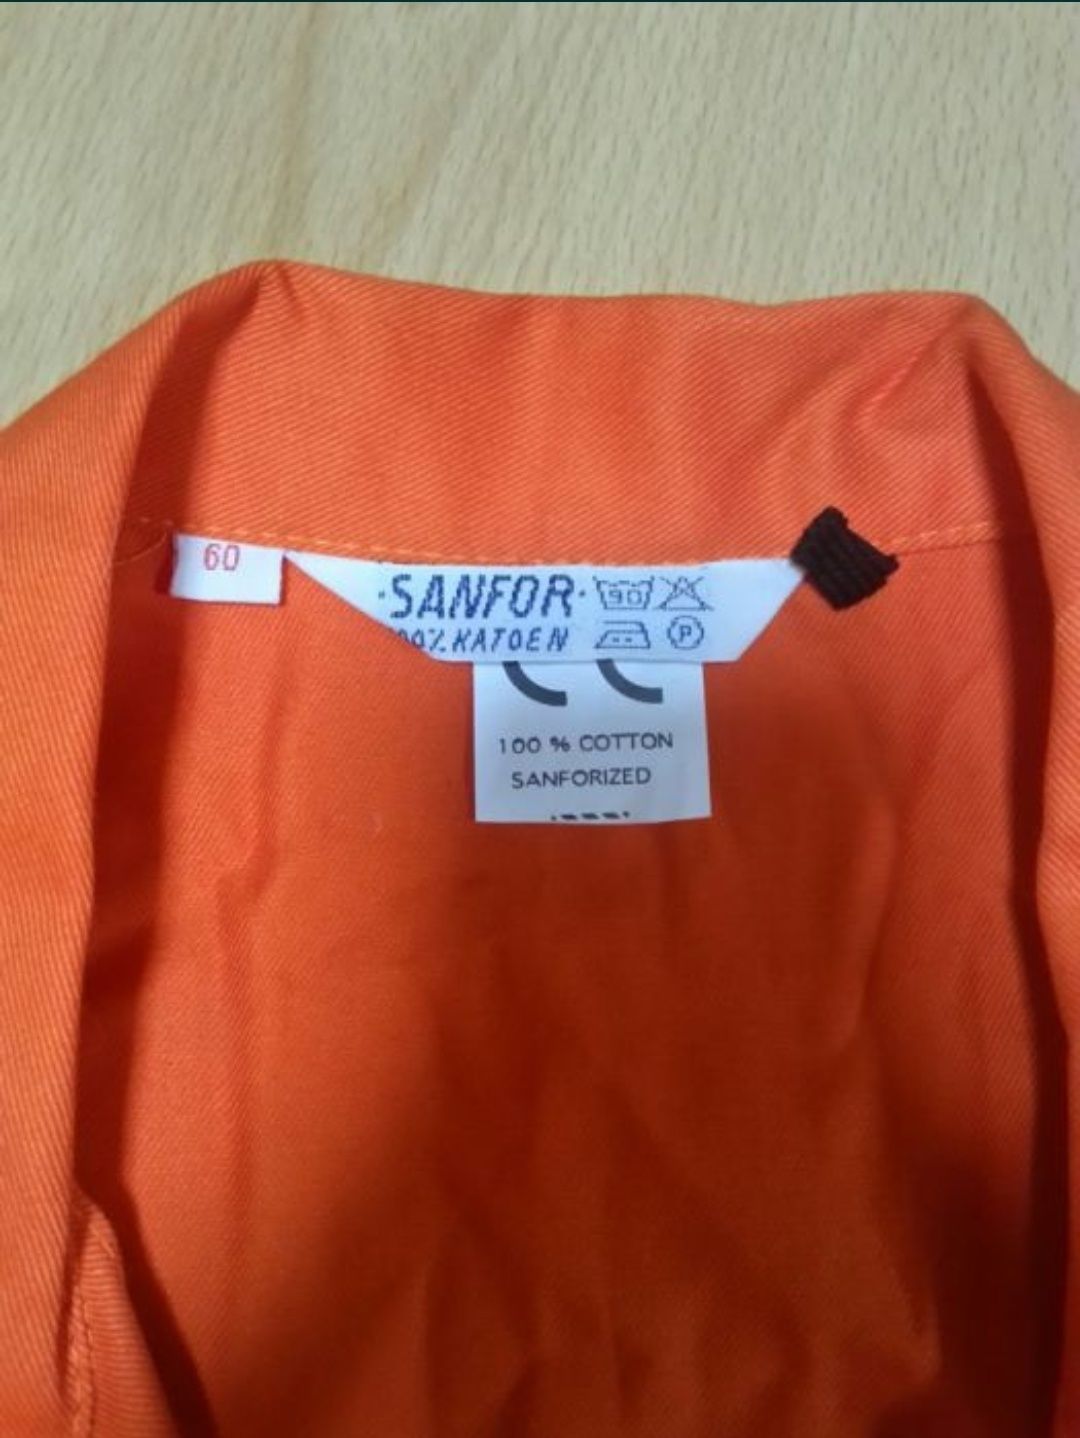 60
·SANFOR· 90
00% KATOEN P
CE
100 % COTTON
SANFORIZED